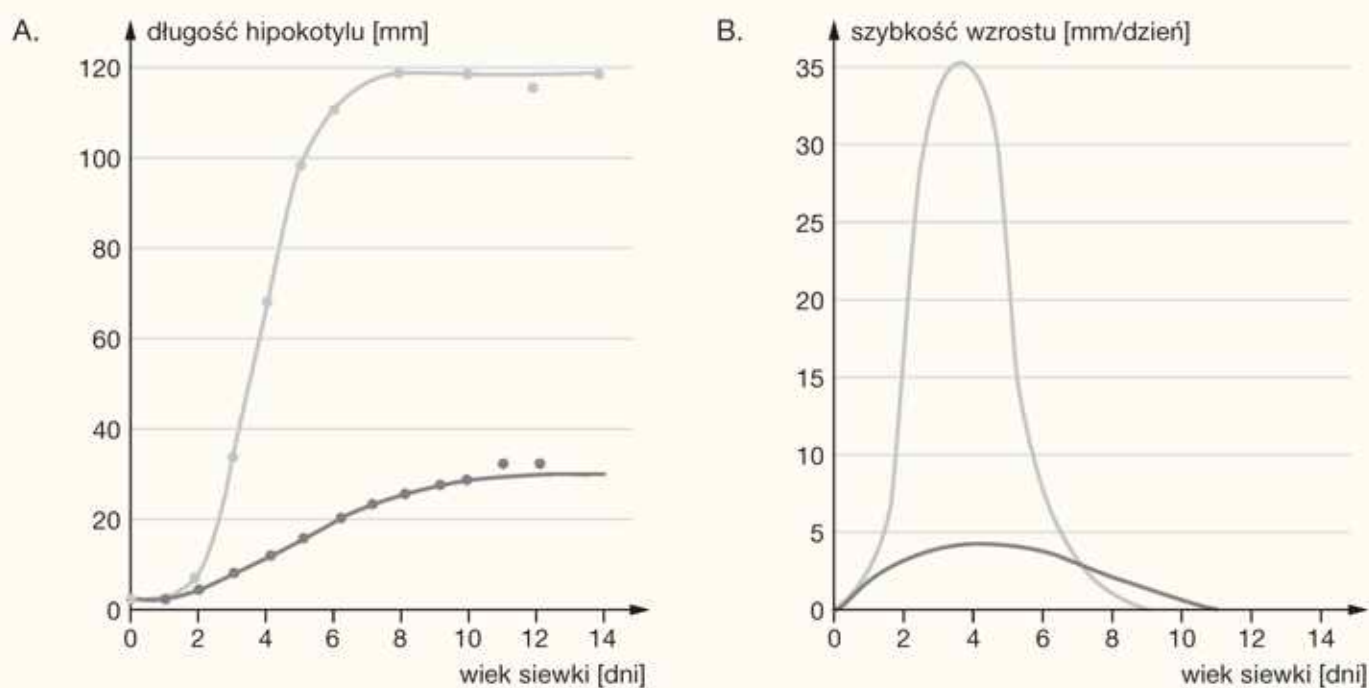 A.
długość hipokotylu [mm]
120
100
80
60
40
20
0
0 2 4 6 8 10 12 14
wiek siewki [dni]
B.
szybkość wzrostu [mm/dzień]
35
30
25
20
15
10
5
0
0 2 4 6 8 10 12 14
wiek siewki [dni]